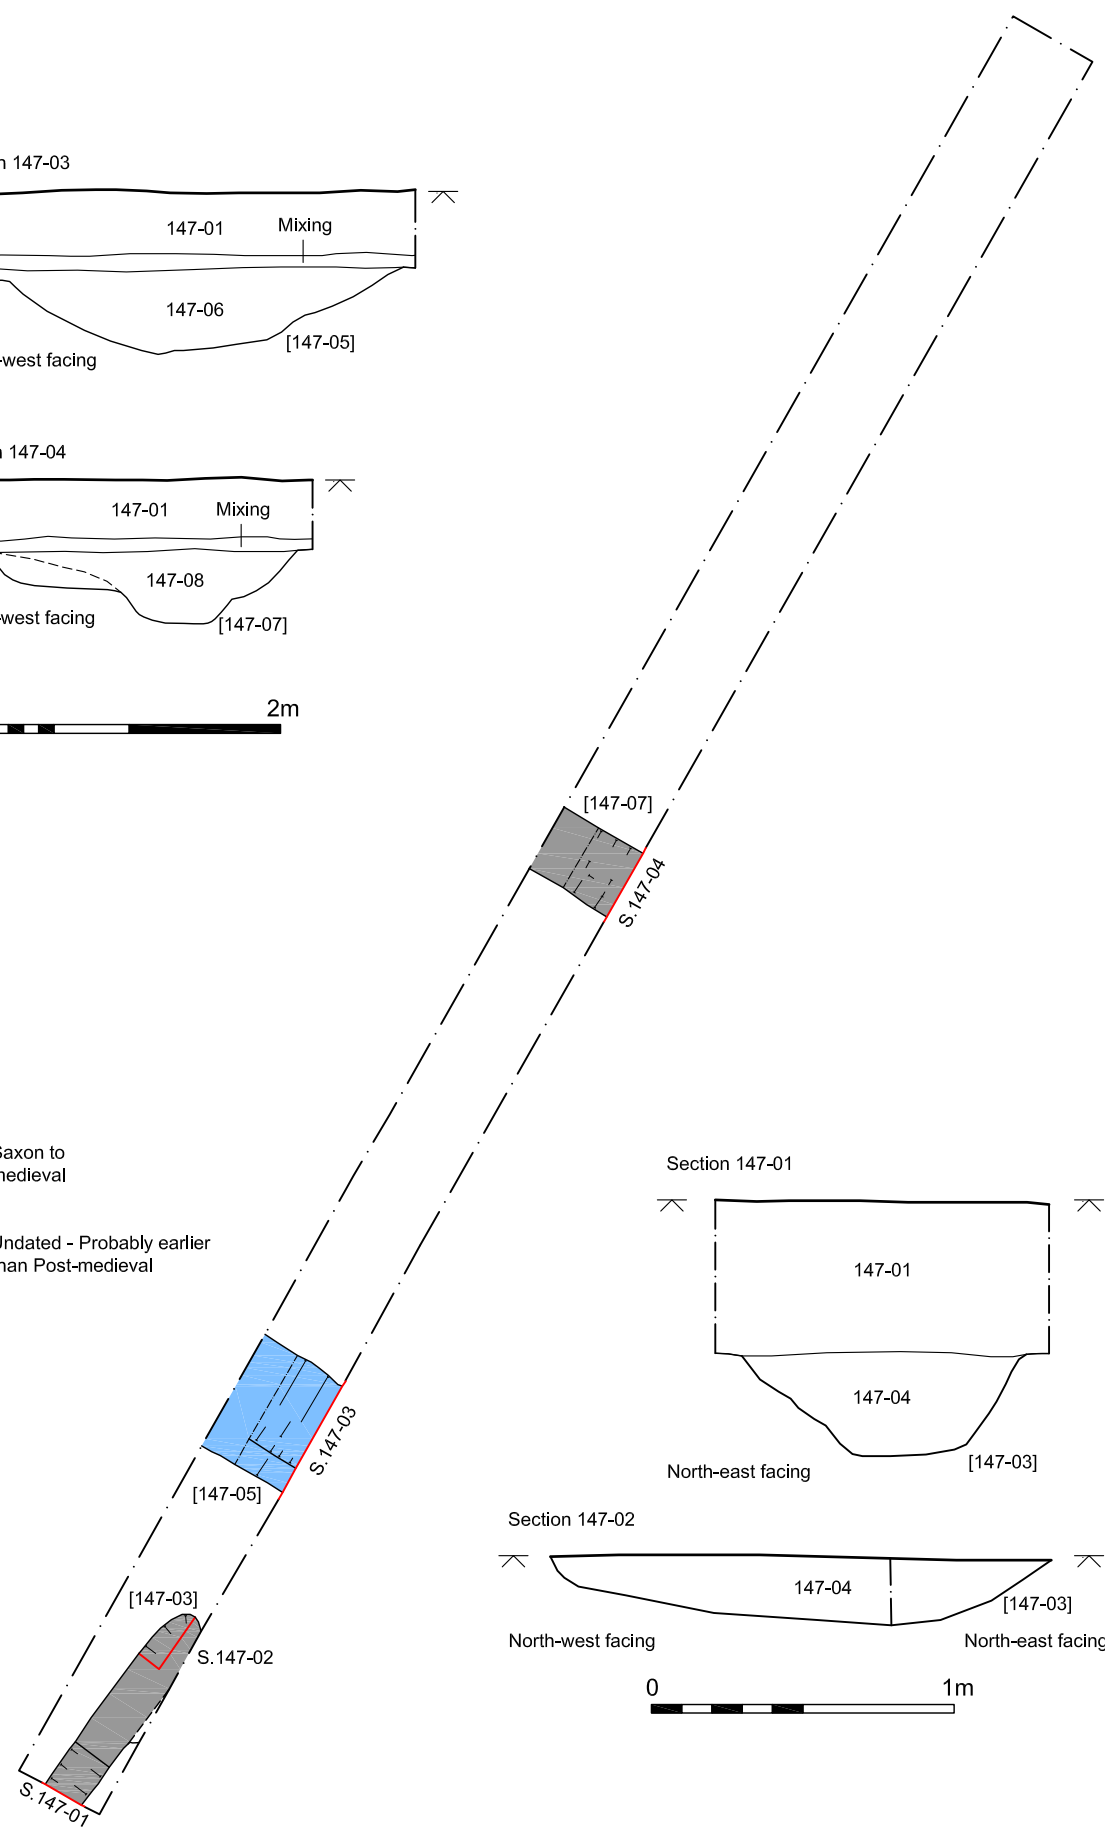 147-03
147-01
Mixing
147-06
[147-05]
-west facing
147-04
147-01
Mixing
147-08
[147-07]
-west facing
2m
[147-07]
S.147-04
Saxon to
medieval
Undated - Probably earlier
than Post-medieval
S.147-03
[147-05]
[147-03]
S.147-02
S.147-01
Section 147-01
147-01
147-04
[147-03]
North-east facing
Section 147-02
147-04
[147-03]
North-west facing
North-east facing
0 1m